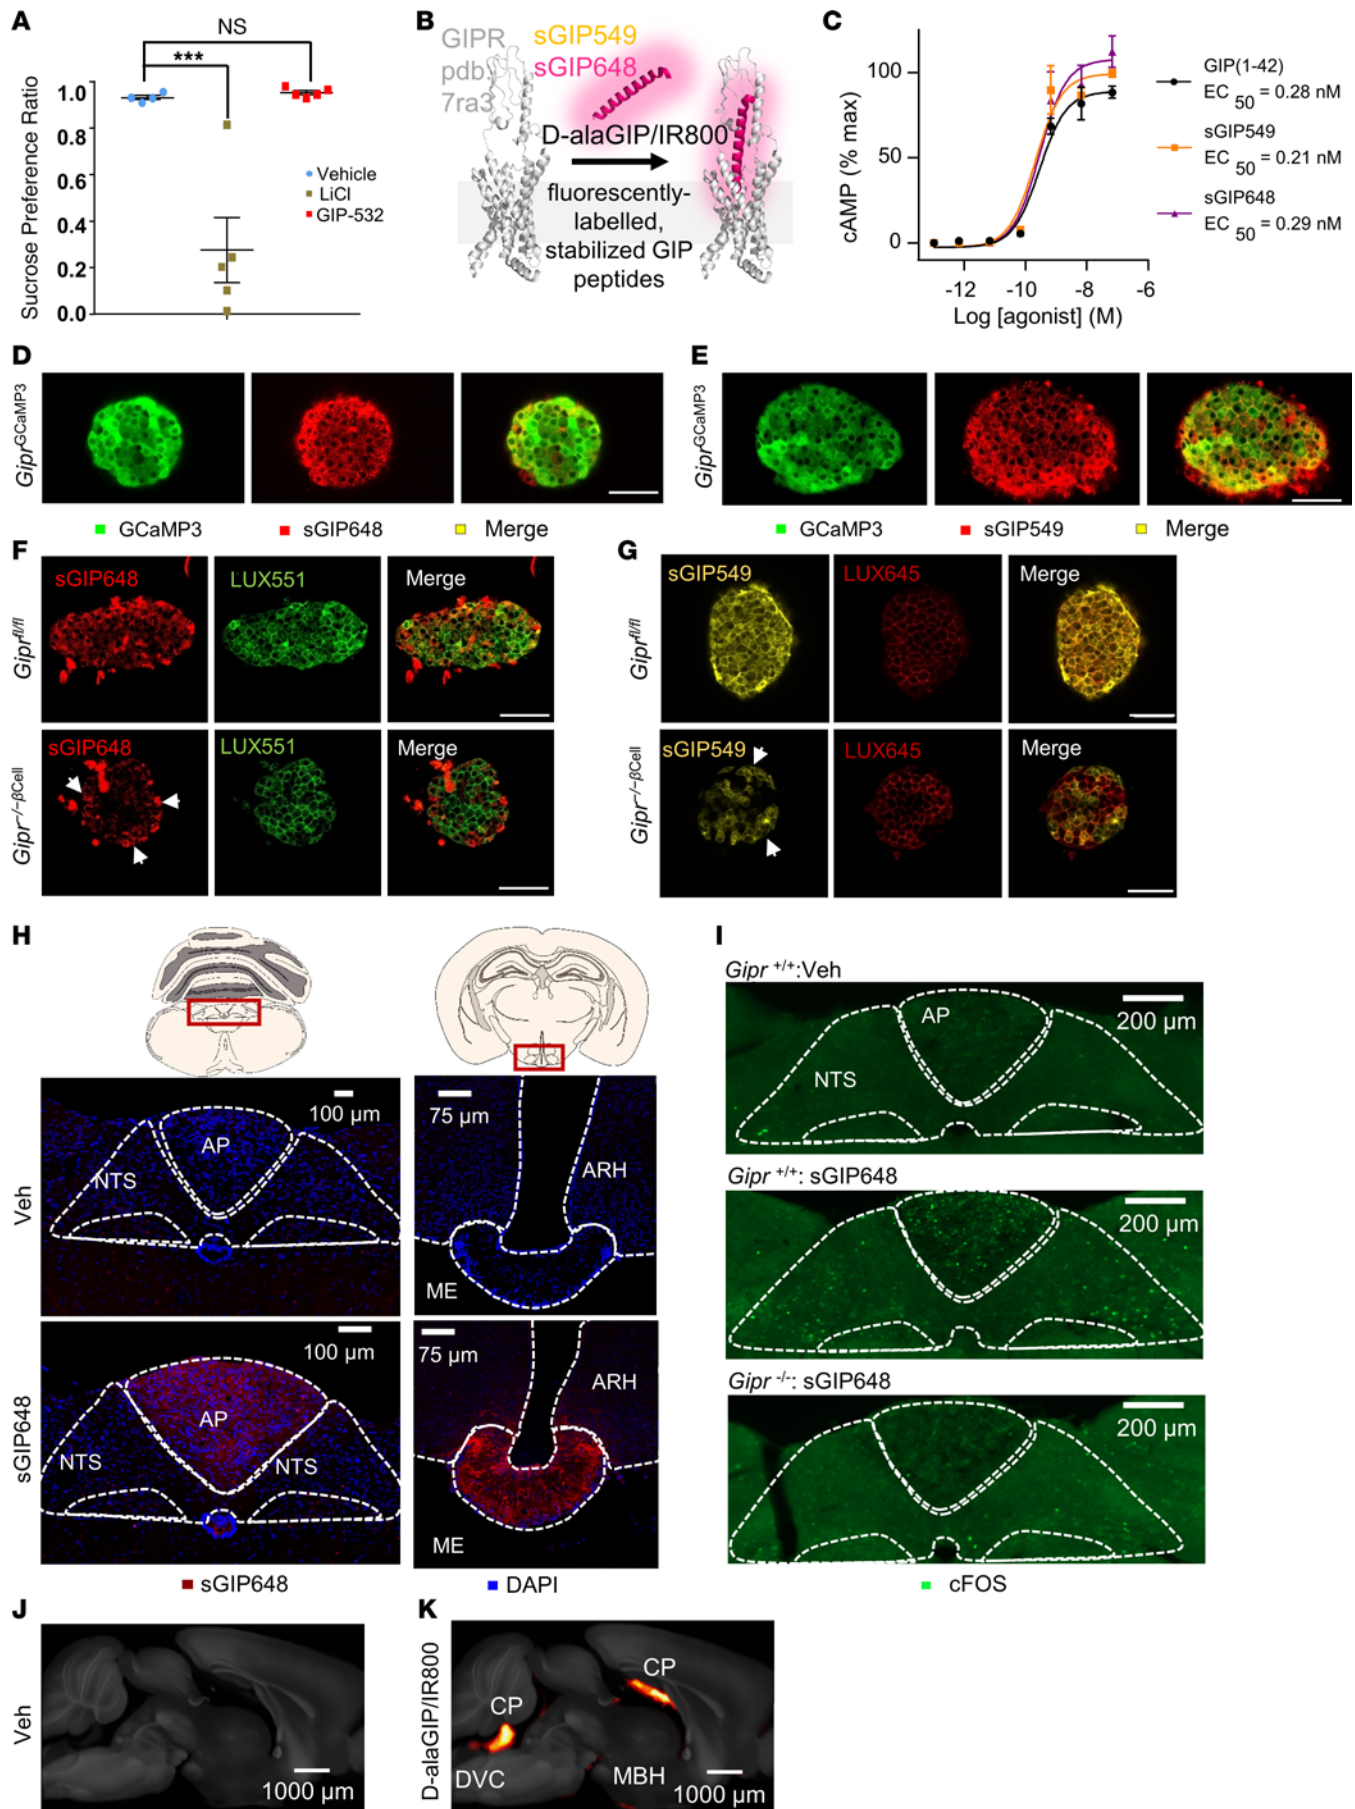 A
NS
***
Sucrose Preference Ratio
1.0
0.8
0.6
0.4
0.2
0.0
Vehicle
LiCl
GIP-532
B
GIPR
pdb:
7ra3
sGIP549
sGIP648
D-alaGIP/IR800
fluorescently-
labelled,
stabilized GIP
peptides
C
cAMP (% max)
100
50
0
-12
-10
-8
-6
Log [agonist] (M)
GIP(1-42)
EC 50 = 0.28 nM
sGIP549
EC 50 = 0.21 nM
sGIP648
EC 50 = 0.29 nM
D
GiprGCaMP3
GCaMP3
sGIP648
Merge
E
GiprGCaMP3
GCaMP3
sGIP549
Merge
F
Giprfl/fl
sGIP648
LUX551
Merge
Gipr-/-βCell
sGIP648
LUX551
Merge
G
Giprfl/fl
sGIP549
LUX645
Merge
Gipr-/-βCell
sGIP549
LUX645
Merge
H
Veh
AP
NTS
100 µm
75 µm
ARH
ME
sGIP648
100 µm
AP
NTS
NTS
75 µm
ARH
ME
sGIP648
DAPI
I
Gipr +/+:Veh
AP
NTS
200 µm
Gipr +/+: sGIP648
200 µm
Gipr -/-: sGIP648
200 µm
cFOS
J
Veh
1000 µm
K
D-alaGIP/IR800
CP
CP
DVC
MBH
1000 µm